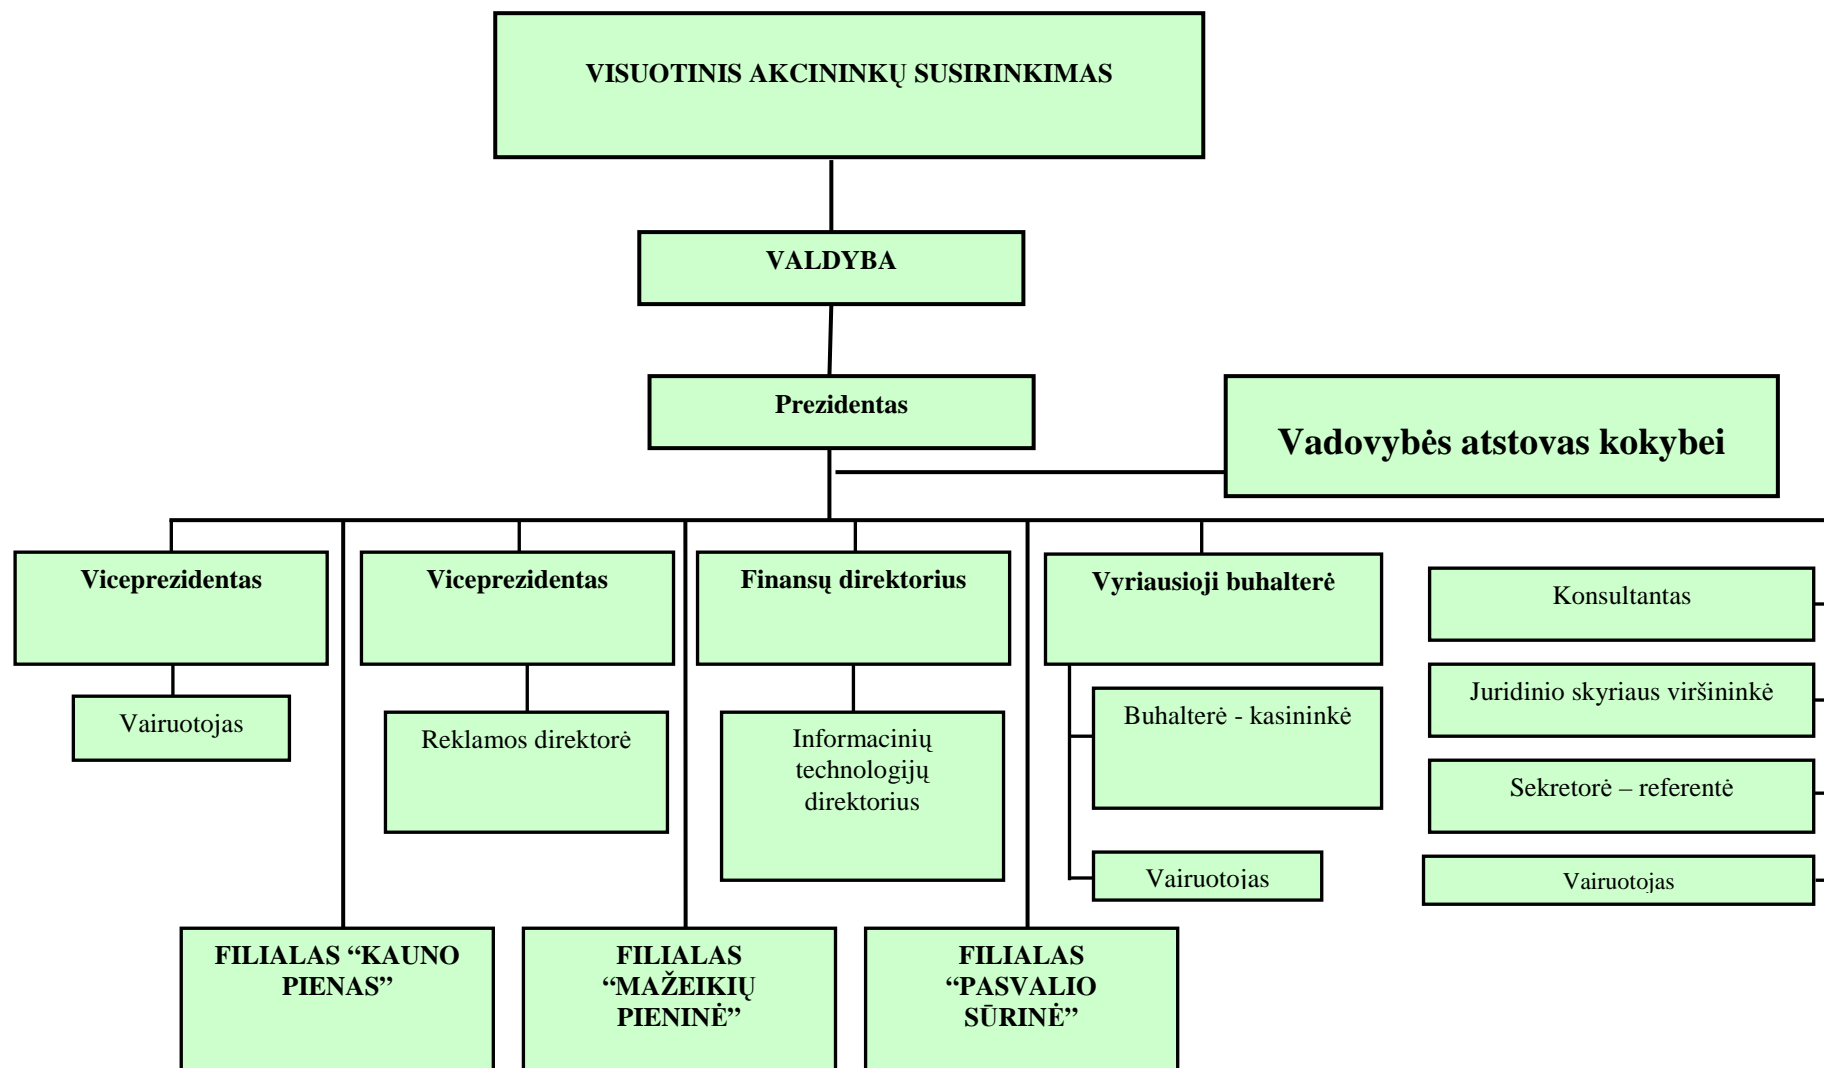 VISUOTINIS AKCININKŲ SUSIRINKIMAS
VALDYBA
Prezidentas
Vadovybės atstovas kokybei
Viceprezidentas
Viceprezidentas
Finansų direktorius
Vyriausioji buhalterė
Konsultantas
Vairuotojas
Reklamos direktorė
Informacinių
technologijų
direktorius
Buhalterė - kasininkė
Juridinio skyriaus viršininkė
Sekretorė – referentė
Vairuotojas
Vairuotojas
FILIALAS “KAUNO
PIENAS”
FILIALAS
“MAŽEIKIŲ
PIENINĖ”
FILIALAS
“PASVALIO
SŪRINĖ”